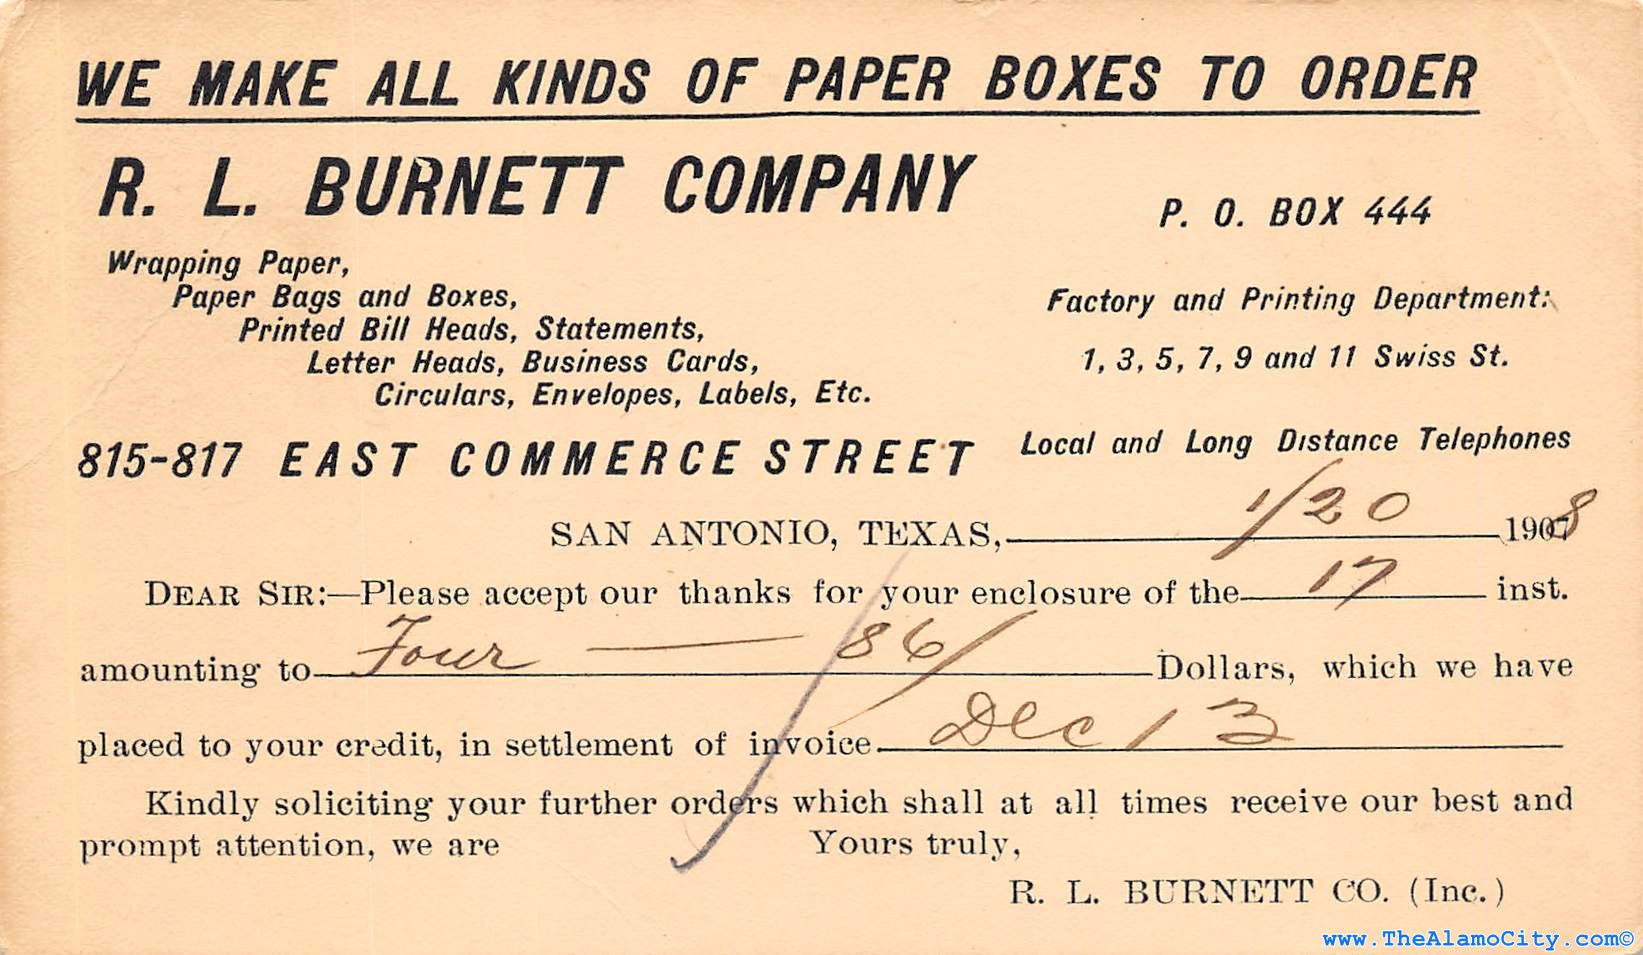 WE MAKE ALL KINDS OF PAPER BOXES TO ORDER
R. L. BURNETT COMPANY
P. O. BOX 444
Wrapping Paper,
Paper Bags and Boxes,
Printed Bill Heads, Statements,
Letter Heads, Business Cards,
Circulars, Envelopes, Labels, Etc.
Factory and Printing Department:
1, 3, 5, 7, 9 and 11 Swiss St.
815-817 EAST COMMERCE STREET
Local and Long Distance Telephones
SAN ANTONIO, TEXAS, 1/20 1908
DEAR SIR:—Please accept our thanks for your enclosure of the 17 inst.
amounting to Four — 86/ Dollars, which we have
placed to your credit, in settlement of invoice Dec 13
Kindly soliciting your further orders which shall at all times receive our best and
prompt attention, we are Yours truly,
R. L. BURNETT CO. (Inc.)
www.TheAlamoCity.com©